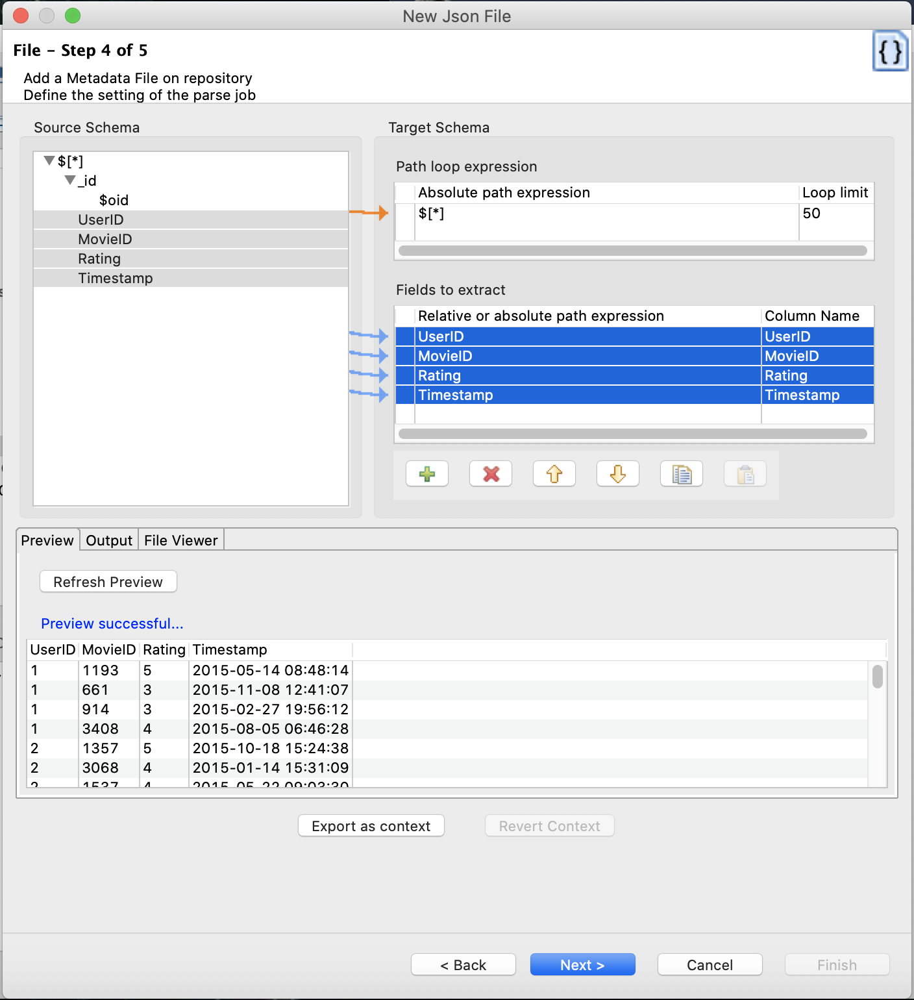 New Json File
File – Step 4 of 5
{}
Add a Metadata File on repository
Define the setting of the parse job
Source Schema
$[*]
_id
$oid
UserID
MovieID
Rating
Timestamp
Target Schema
Path loop expression
Absolute path expression Loop limit
$[*] 50
Fields to extract
Relative or absolute path expression Column Name
UserID UserID
MovieID MovieID
Rating Rating
Timestamp Timestamp
Preview Output File Viewer
Refresh Preview
Preview successful...
UserID MovieID Rating Timestamp
1 1193 5 2015-05-14 08:48:14
1 661 3 2015-11-08 12:41:07
1 914 3 2015-02-27 19:56:12
1 3408 4 2015-08-05 06:46:28
2 1357 5 2015-10-18 15:24:38
2 3068 4 2015-01-14 15:31:09
2 1537 4 2015-05-22 09:03:30
Export as context Revert Context
< Back Next > Cancel Finish